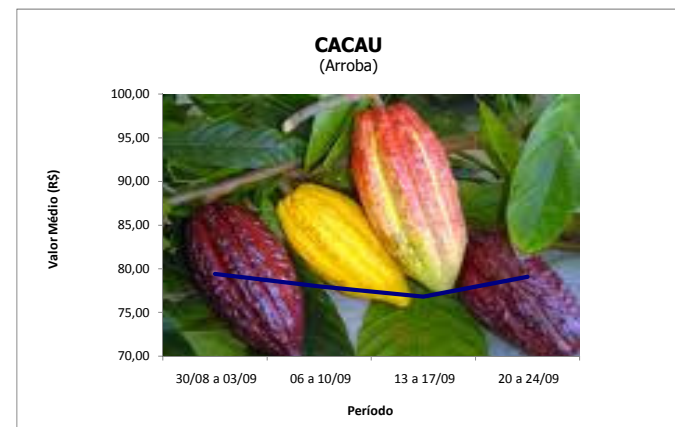 CACAU
(Arroba)
100,00
95,00
90,00
85,00
80,00
75,00
70,00
Valor Médio (R$)
30/08 a 03/09 06 a 10/09 13 a 17/09 20 a 24/09
Período